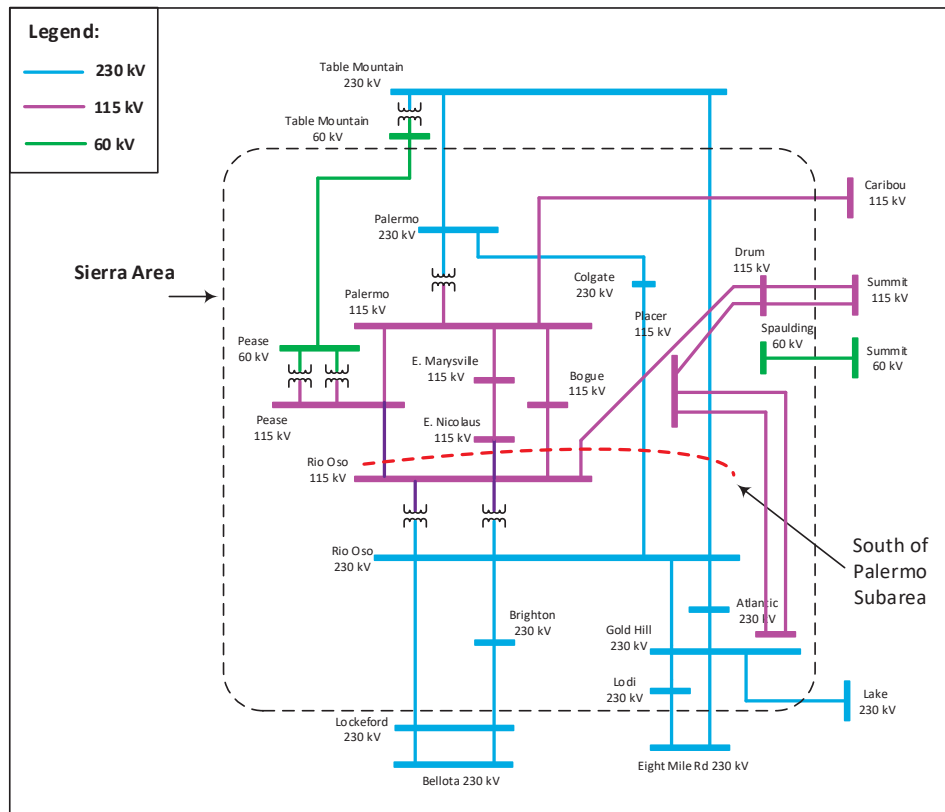 Legend:
230 kV
115 kV
60 kV
Table Mountain
230 kV
Table Mountain
60 kV
Caribou
115 kV
Palermo
230 kV
Drum
115 kV
Sierra Area
Colgate
230 kV
Summit
115 kV
Palermo
115 kV
Placer
115 kV
Spaulding
60 kV
Pease
60 kV
Summit
60 kV
E. Marysville
115 kV
Bogue
115 kV
Pease
115 kV
E. Nicolaus
115 kV
Rio Oso
115 kV
South of
Palermo
Subarea
Rio Oso
230 kV
Brighton
230 kV
Atlantic
230 kV
Gold Hill
230 kV
Lodi
230 kV
Lake
230 kV
Lockeford
230 kV
Bellota 230 kV
Eight Mile Rd 230 kV